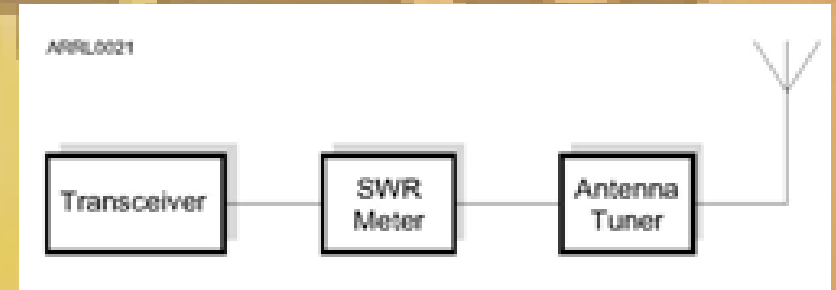 ARRL0021
Transceiver
SWR
Meter
Antenna
Tuner